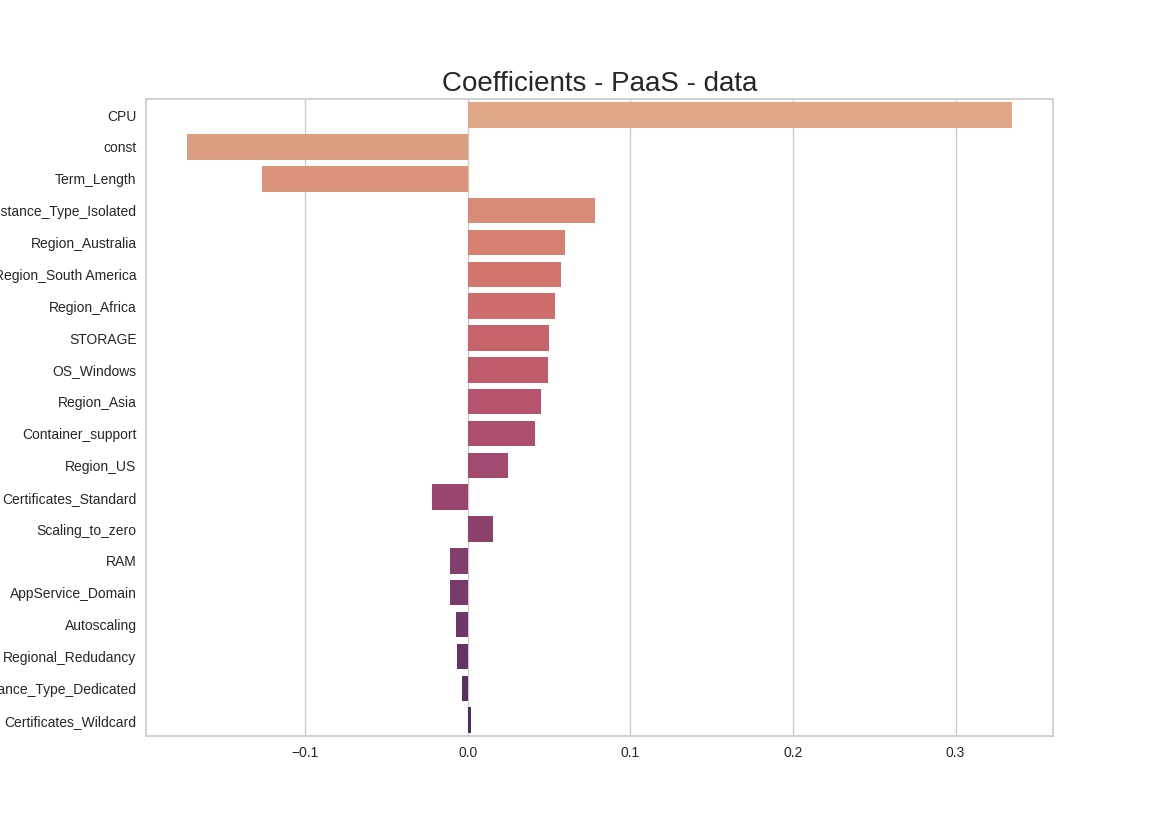 Coefficients - PaaS - data
CPU
const
Term_Length
stance_Type_Isolated
Region_Australia
Region_South America
Region_Africa
STORAGE
OS_Windows
Region_Asia
Container_support
Region_US
Certificates_Standard
Scaling_to_zero
RAM
AppService_Domain
Autoscaling
Regional_Redudancy
ance_Type_Dedicated
Certificates_Wildcard
−0.1 0.0 0.1 0.2 0.3